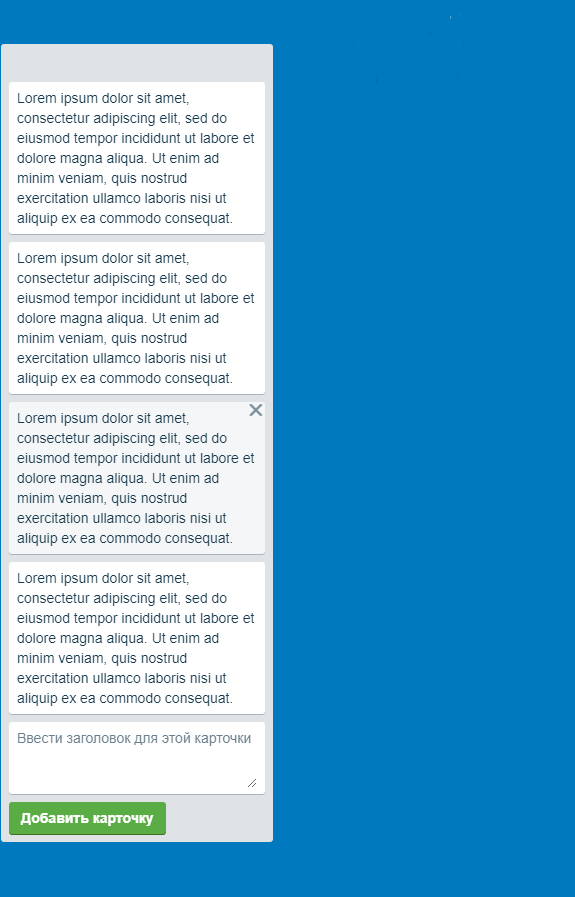 Lorem ipsum dolor sit amet,
consectetur adipiscing elit, sed do
eiusmod tempor incididunt ut labore et
dolore magna aliqua. Ut enim ad
minim veniam, quis nostrud
exercitation ullamco laboris nisi ut
aliquip ex ea commodo consequat.
Lorem ipsum dolor sit amet,
consectetur adipiscing elit, sed do
eiusmod tempor incididunt ut labore et
dolore magna aliqua. Ut enim ad
minim veniam, quis nostrud
exercitation ullamco laboris nisi ut
aliquip ex ea commodo consequat.
Lorem ipsum dolor sit amet,
consectetur adipiscing elit, sed do
eiusmod tempor incididunt ut labore et
dolore magna aliqua. Ut enim ad
minim veniam, quis nostrud
exercitation ullamco laboris nisi ut
aliquip ex ea commodo consequat.
Lorem ipsum dolor sit amet,
consectetur adipiscing elit, sed do
eiusmod tempor incididunt ut labore et
dolore magna aliqua. Ut enim ad
minim veniam, quis nostrud
exercitation ullamco laboris nisi ut
aliquip ex ea commodo consequat.
Ввести заголовок для этой карточки
Добавить карточку